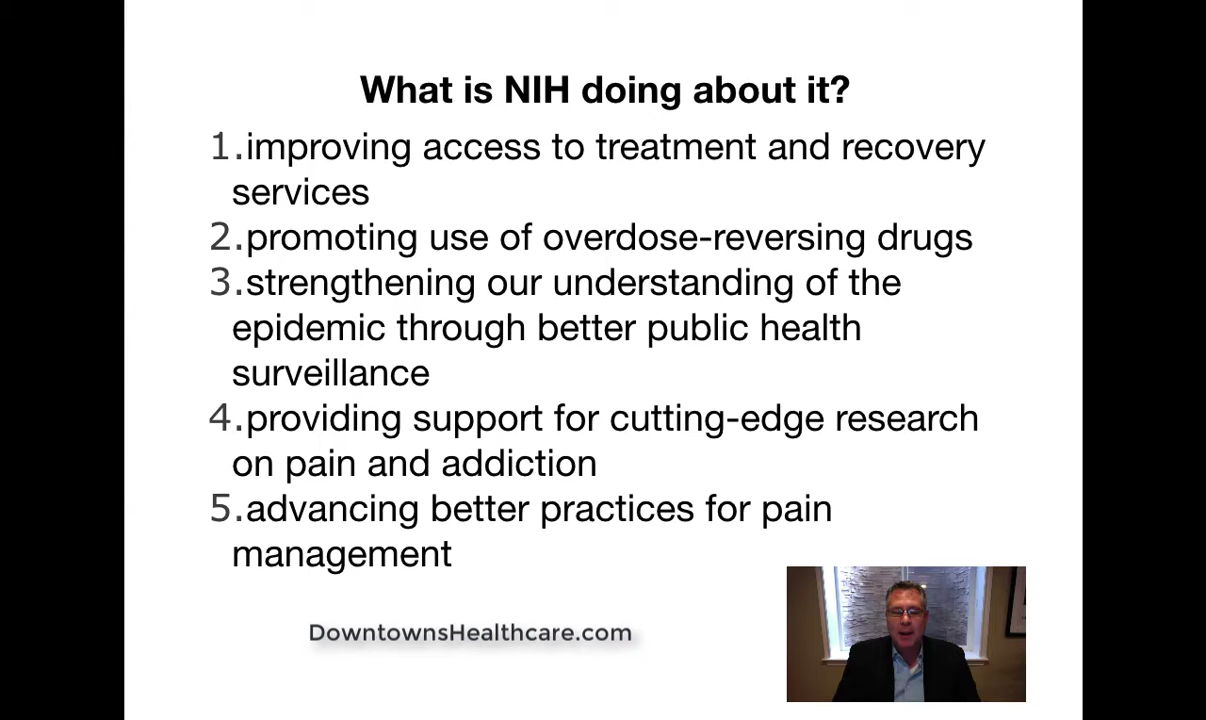 What is NIH doing about it?
1.improving access to treatment and recovery
services
2.promoting use of overdose-reversing drugs
3.strengthening our understanding of the
epidemic through better public health
surveillance
4.providing support for cutting-edge research
on pain and addiction
5.advancing better practices for pain
management
DowntownsHealthcare.com